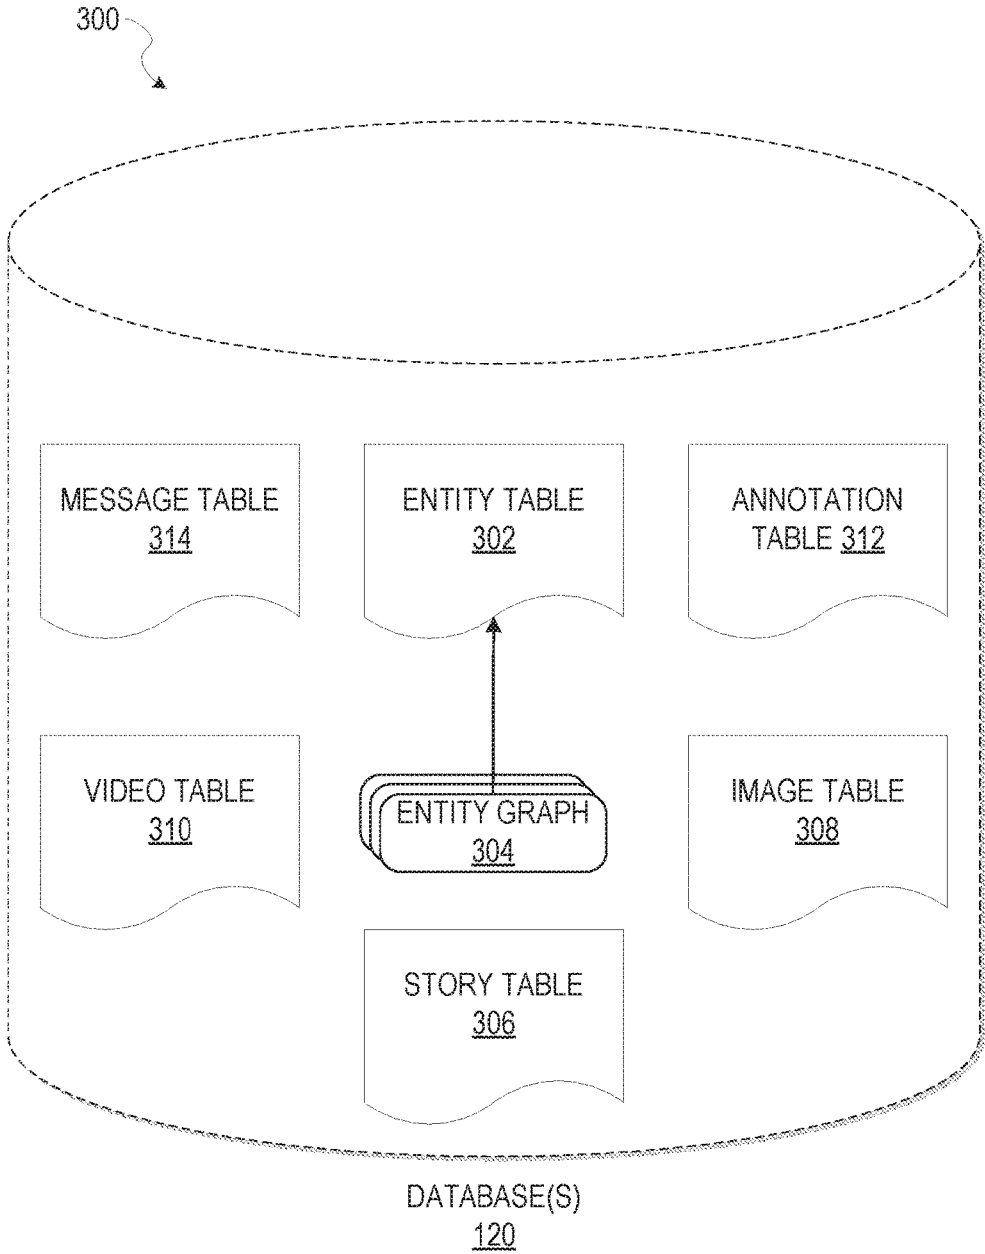 300
MESSAGE TABLE
314
ENTITY TABLE
302
ANNOTATION
TABLE 312
VIDEO TABLE
310
ENTITY GRAPH
304
IMAGE TABLE
308
STORY TABLE
306
DATABASE(S)
120